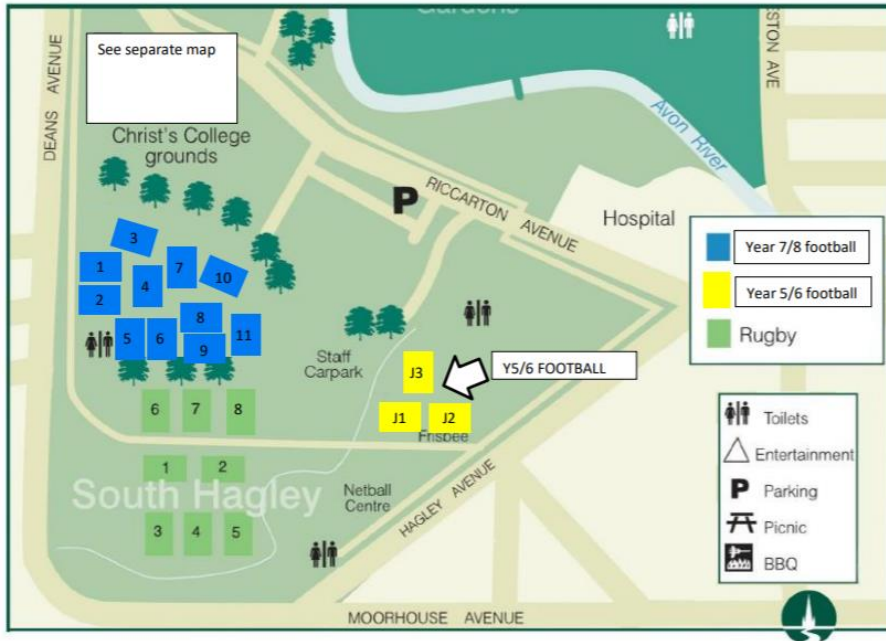 Gardens
ESTON AVE
See separate map
DEANS AVENUE
Christ's College
grounds
Avon River
RICCARTON AVENUE
P
Hospital
Year 7/8 football
Year 5/6 football
Rugby
3
1
7
10
4
2
8
5
6
9
11
Staff
Carpark
J3
Y5/6 FOOTBALL
J1
J2
Frisbee
6
7
8
1
2
South Hagley
3
4
5
Netball
Centre
HAGLEY AVENUE
Toilets
Entertainment
P Parking
Picnic
BBQ
MOORHOUSE AVENUE